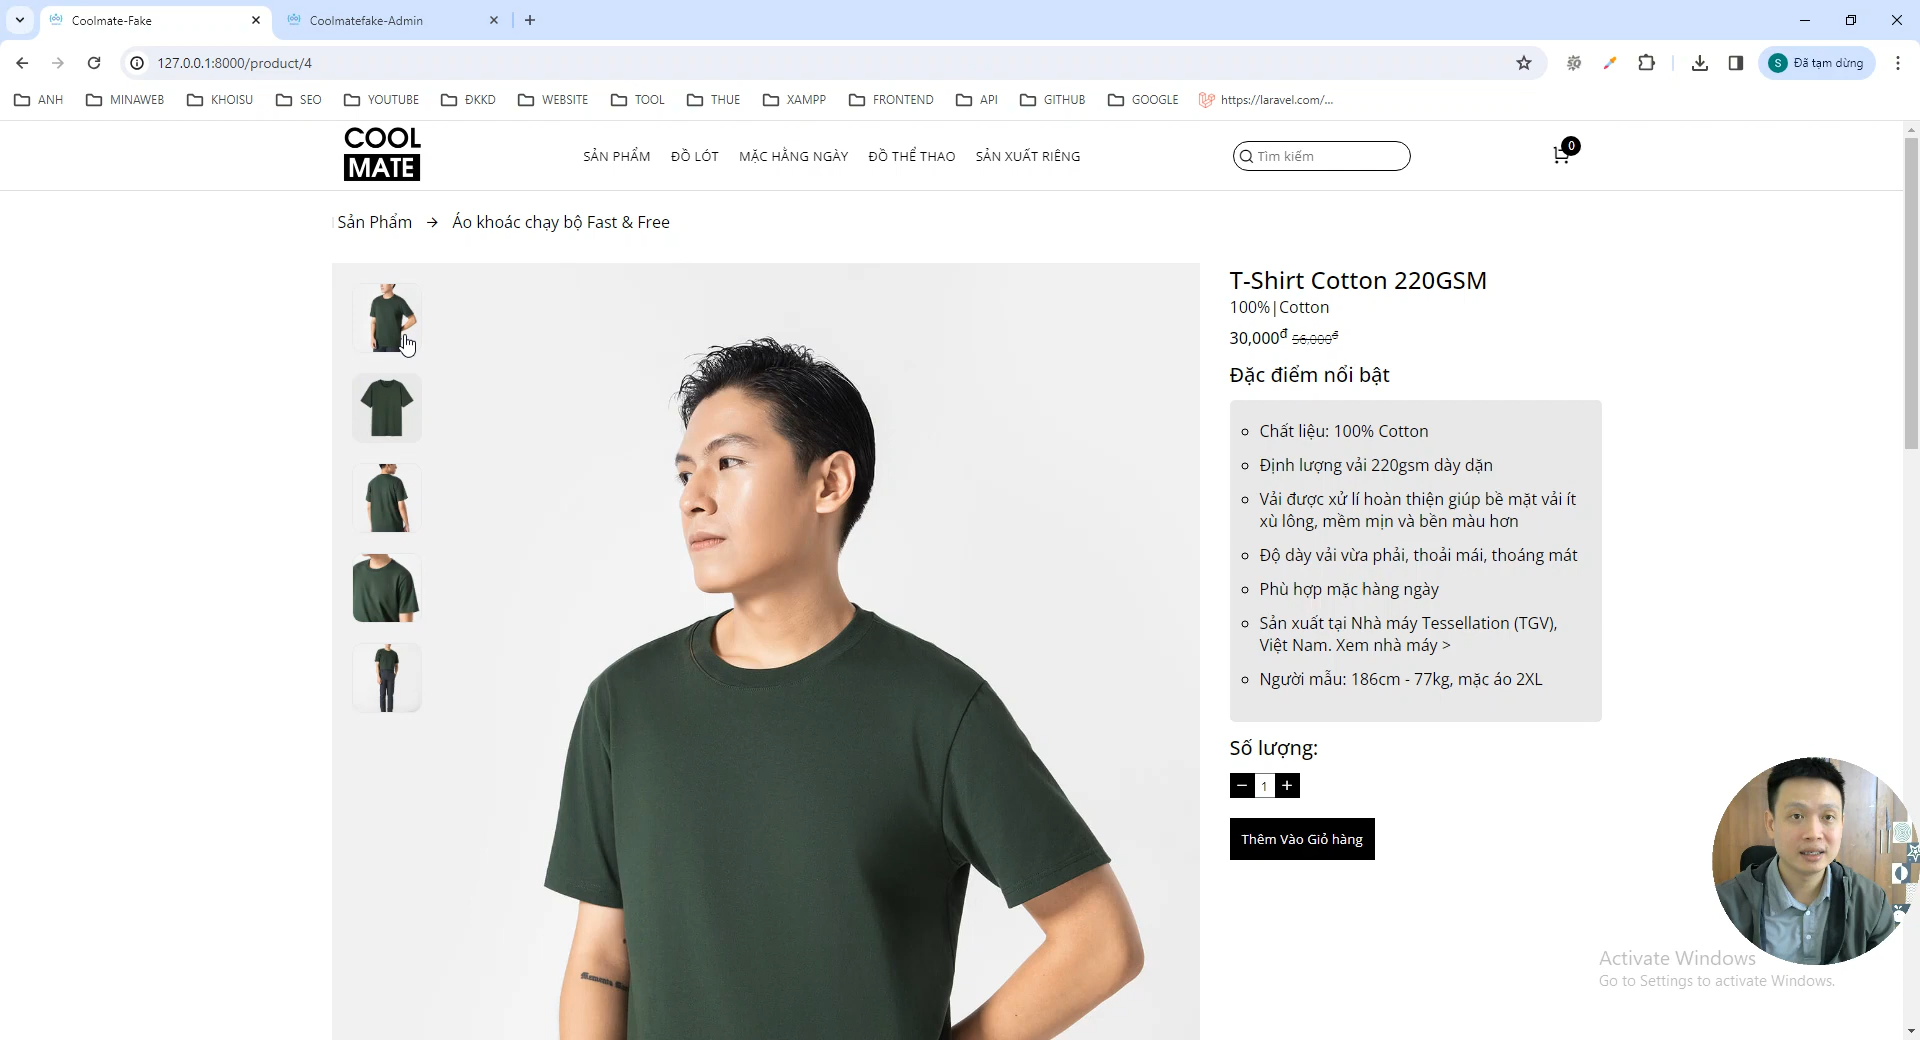 Coolmate-Fake
Coolmatefake-Admin
127.0.0.1:8000/product/4
Đã tạm dừng
S
ANH
MINAWEB
KHOISU
SEO
YOUTUBE
ĐKKD
WEBSITE
TOOL
THUE
XAMPP
FRONTEND
API
GITHUB
GOOGLE
https://laravel.com/...
COOL
MATE
SẢN PHẨM
ĐỒ LÓT
MẶC HẰNG NGÀY
ĐỒ THỂ THAO
SẢN XUẤT RIÊNG
Tìm kiếm
0
Sản Phẩm → Áo khoác chạy bộ Fast & Free
T-Shirt Cotton 220GSM
100%|Cotton
30,000đ 56,000đ
Đặc điểm nổi bật
Chất liệu: 100% Cotton
Định lượng vải 220gsm dày dặn
Vải được xử lí hoàn thiện giúp bề mặt vải ít
xù lông, mềm mịn và bền màu hơn
Độ dày vải vừa phải, thoải mái, thoáng mát
Phù hợp mặc hàng ngày
Sản xuất tại Nhà máy Tessellation (TGV),
Việt Nam. Xem nhà máy >
Người mẫu: 186cm - 77kg, mặc áo 2XL
Số lượng:
− 1 +
Thêm Vào Giỏ hàng
Activate Windows
Go to Settings to activate Windows.